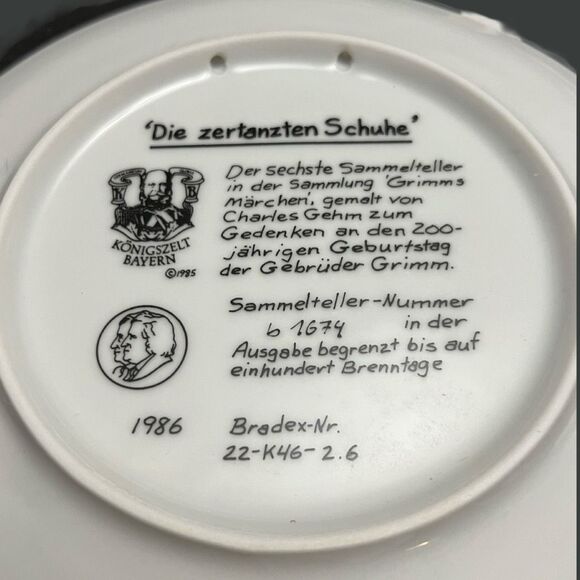 'Die zertanzten Schuhe'
Der sechste Sammelteller
in der Sammlung 'Grimms
Märchen', gemalt von
Charles Gehm zum
Gedenken an den 200-
jährigen Geburtstag
der Gebrüder Grimm.
K B
KÖNIGSZELT
BAYERN
©1985
Sammelteller-Nummer
b 1674 in der
Ausgabe begrenzt bis auf
einhundert Brenntage
1986
Bradex-Nr.
22-K46-2.6